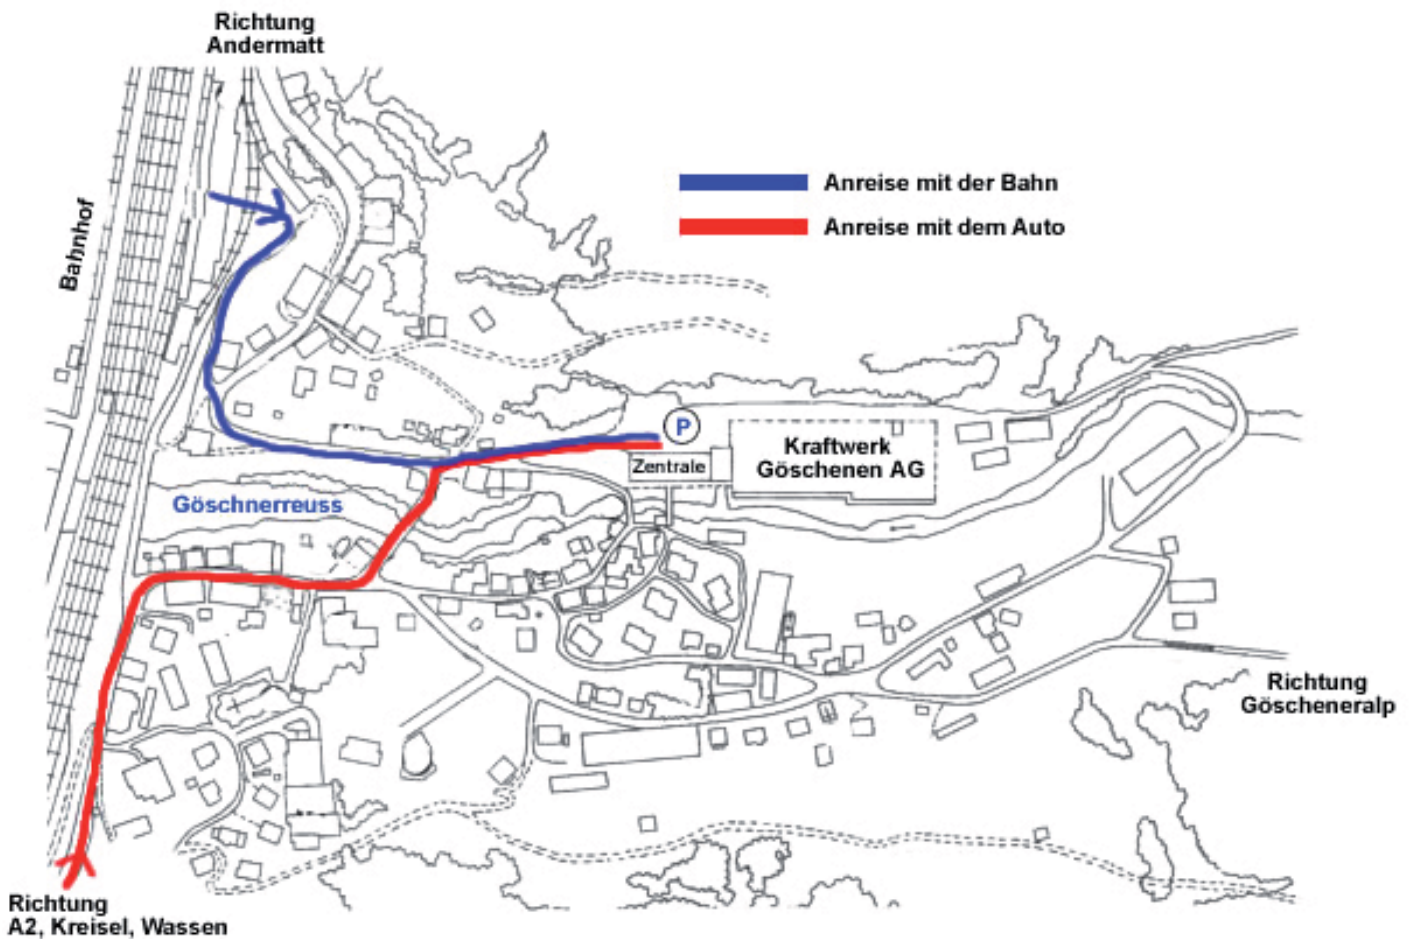 Richtung
Andermatt
Bahnhof
Anreise mit der Bahn
Anreise mit dem Auto
P
Kraftwerk
Göschenen AG
Zentrale
Göschnerreuss
Richtung
Göscheneralp
Richtung
A2, Kreisel, Wassen